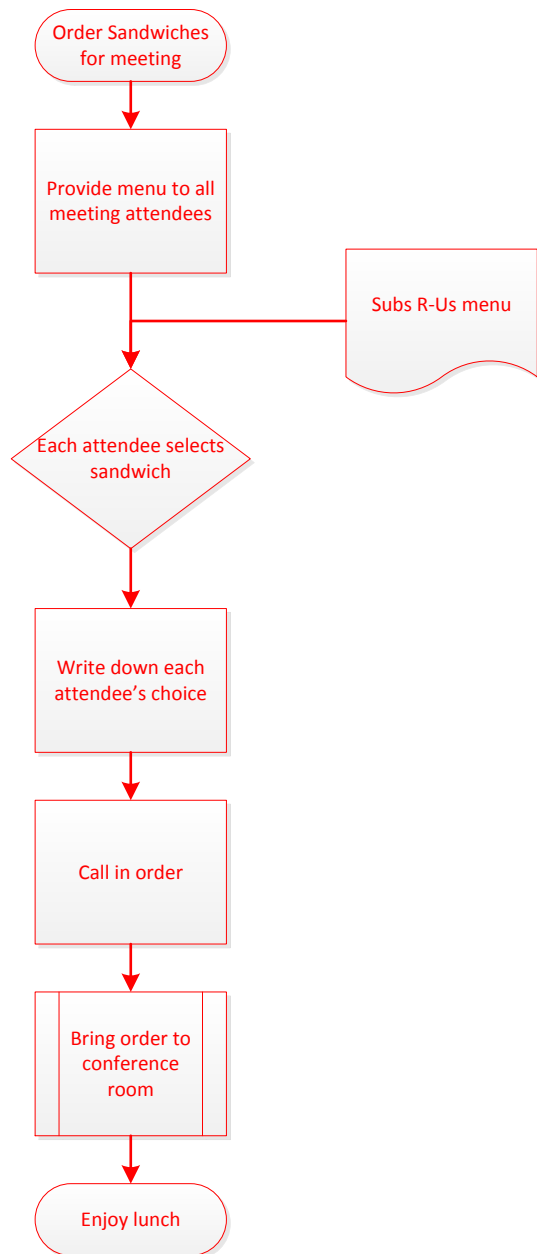 Order Sandwiches
for meeting
Provide menu to all
meeting attendees
Subs R-Us menu
Each attendee selects
sandwich
Write down each
attendee’s choice
Call in order
Bring order to
conference
room
Enjoy lunch